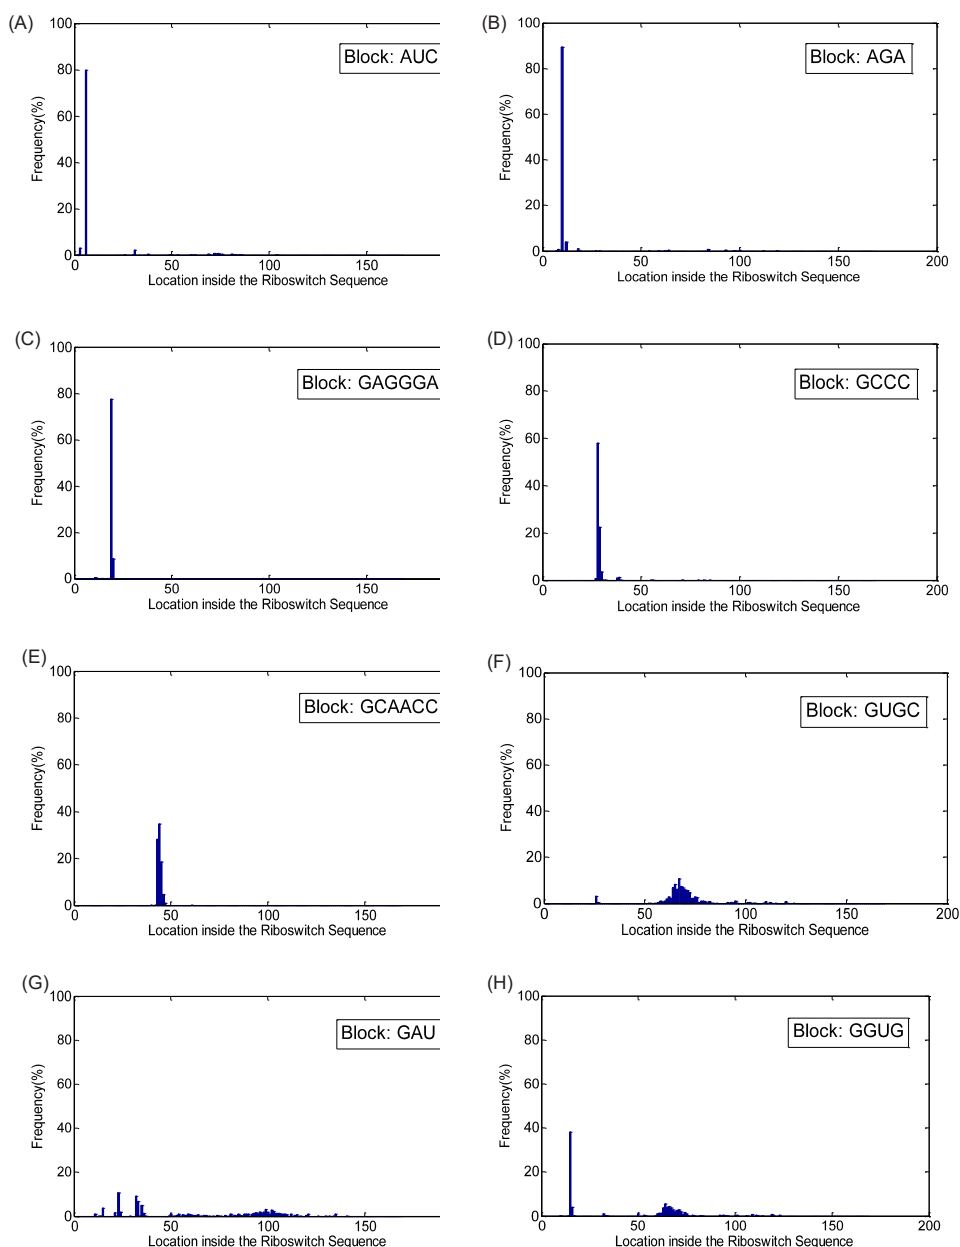 (A)
100
80
60
40
20
0
Frequency(%)
Block: AUC
0 50 100 150
Location inside the Riboswitch Sequence
(B)
100
80
60
40
20
0
Frequency(%)
Block: AGA
0 50 100 150 200
Location inside the Riboswitch Sequence
(C)
100
80
60
40
20
0
Frequency(%)
Block: GAGGGA
0 50 100 150
Location inside the Riboswitch Sequence
(D)
100
80
60
40
20
0
Frequency(%)
Block: GCCC
0 50 100 150 200
Location inside the Riboswitch Sequence
(E)
100
80
60
40
20
0
Frequency(%)
Block: GCAACC
0 50 100 150
Location inside the Riboswitch Sequence
(F)
100
80
60
40
20
0
Frequency(%)
Block: GUGC
0 50 100 150 200
Location inside the Riboswitch Sequence
(G)
100
80
60
40
20
0
Frequency(%)
Block: GAU
0 50 100 150
Location inside the Riboswitch Sequence
(H)
100
80
60
40
20
0
Frequency(%)
Block: GGUG
0 50 100 150 200
Location inside the Riboswitch Sequence